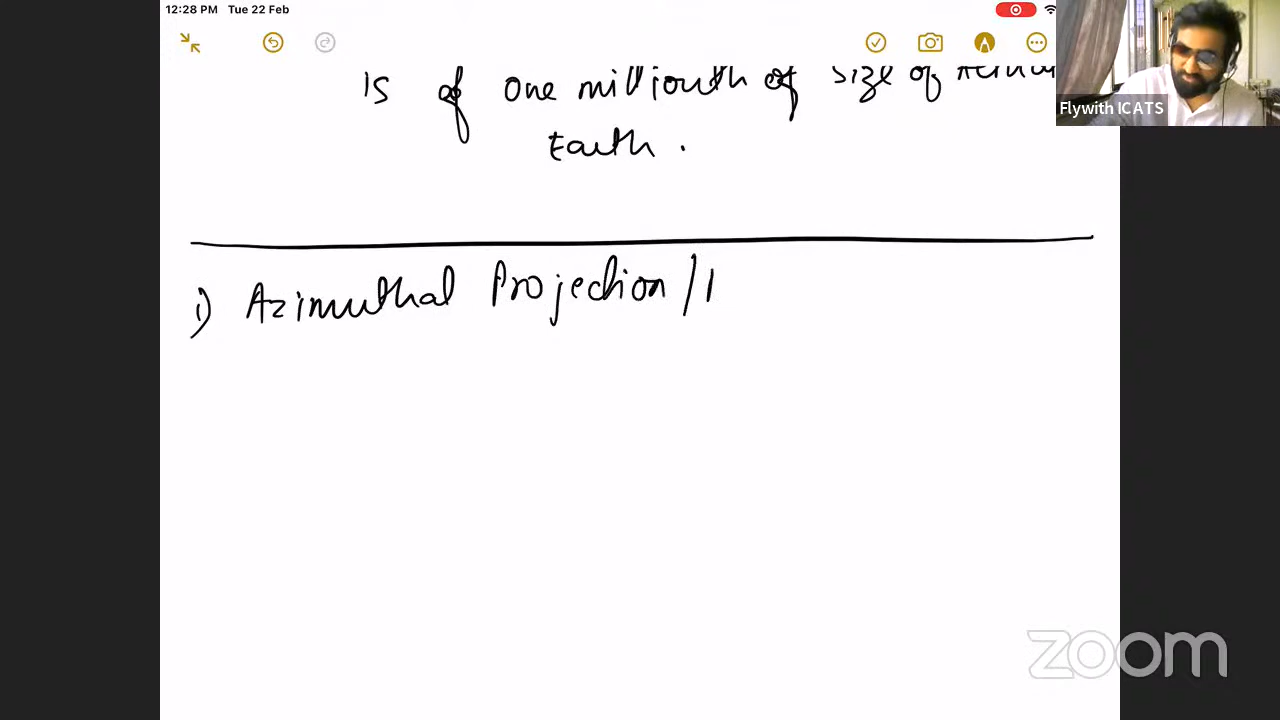 12:28 PM Tue 22 Feb
is of one millionth of size of
Earth.
Flywith ICATS
i) Azimuthal Projection /
zoom